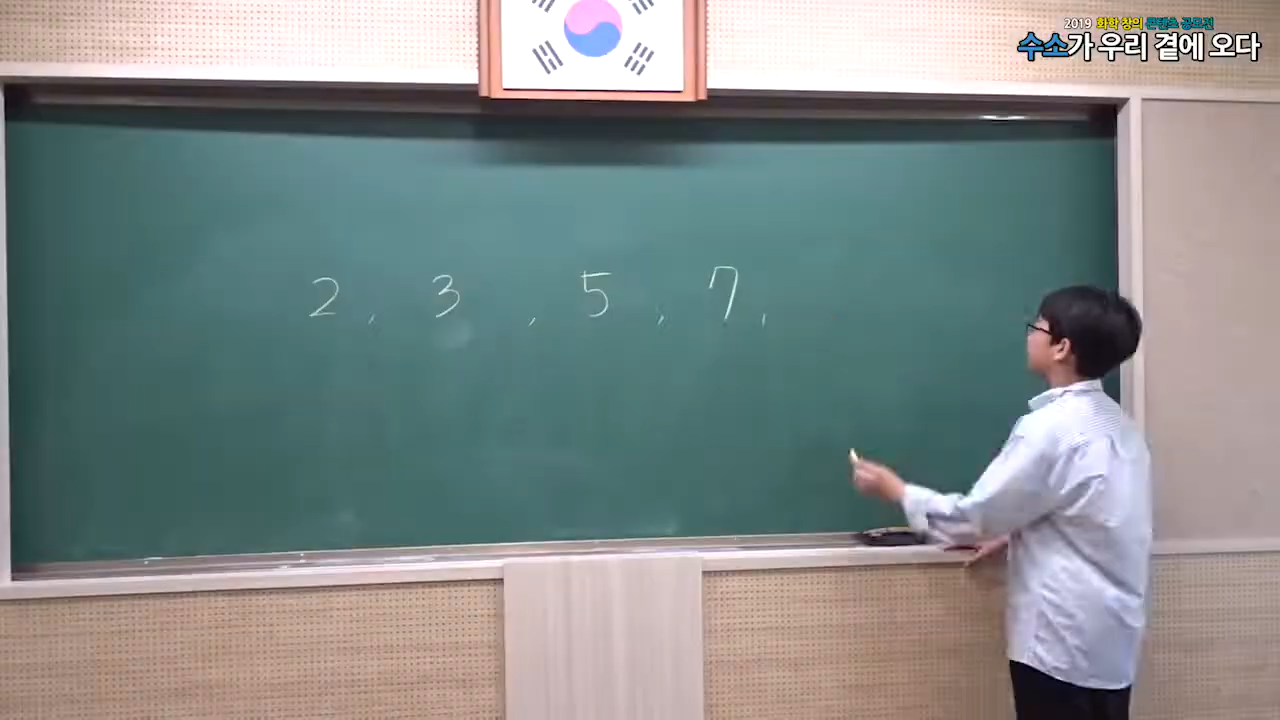 2019 화학 창의 콘텐츠 공모전
수소가 우리 곁에 오다
2, 3, 5, 7,